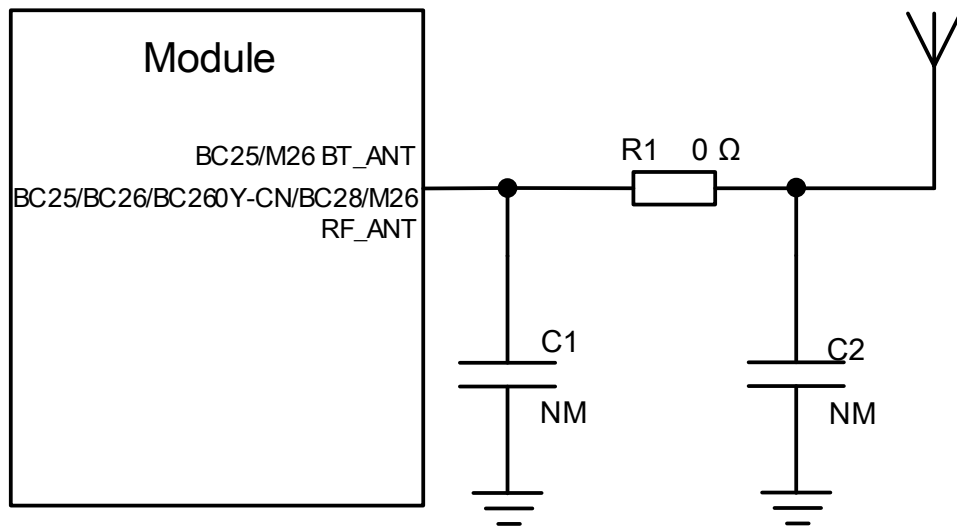 Module
BC25/M26 BT_ANT
R1 0 Ω
BC25/BC26/BC260Y-CN/BC28/M26
RF_ANT
C1
C2
NM
NM